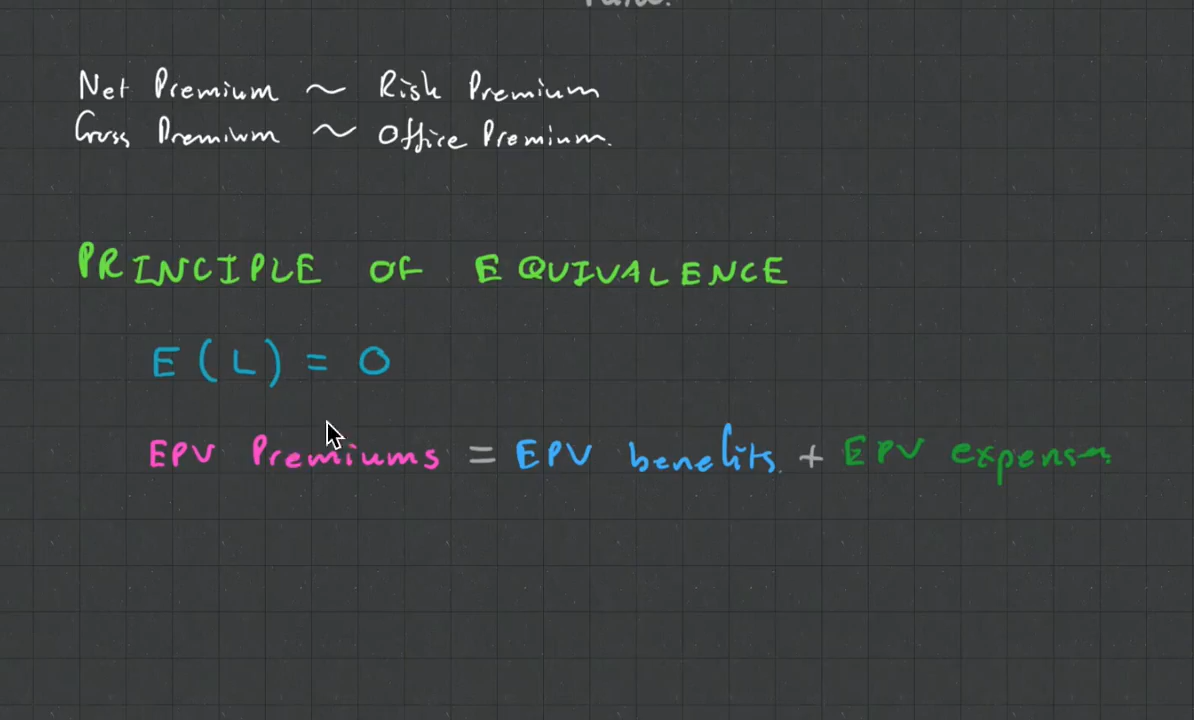 Net Premium ~ Risk Premium
Gross Premium ~ Office Premium.
PRINCIPLE OF EQUIVALENCE
E(L) = 0
EPV Premiums = EPV benefits. + EPV expenses